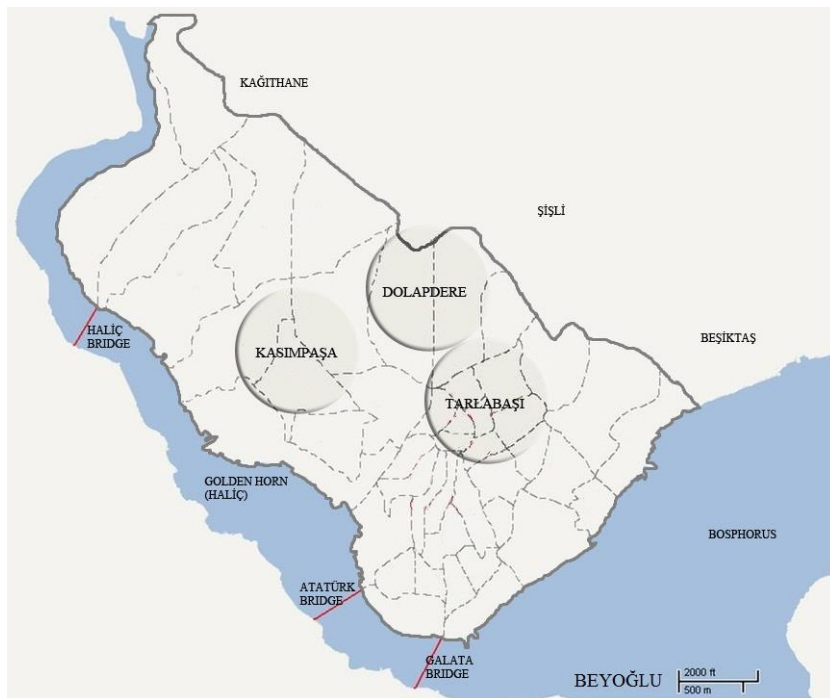 KAĞITHANE
ŞİŞLİ
DOLAPDERE
HALİÇ
BRIDGE
KASIMPAŞA
BEŞİKTAŞ
TARLABAŞI
GOLDEN HORN
(HALİÇ)
BOSPHORUS
ATATÜRK
BRIDGE
GALATA
BRIDGE
BEYOĞLU
2000 ft
500 m